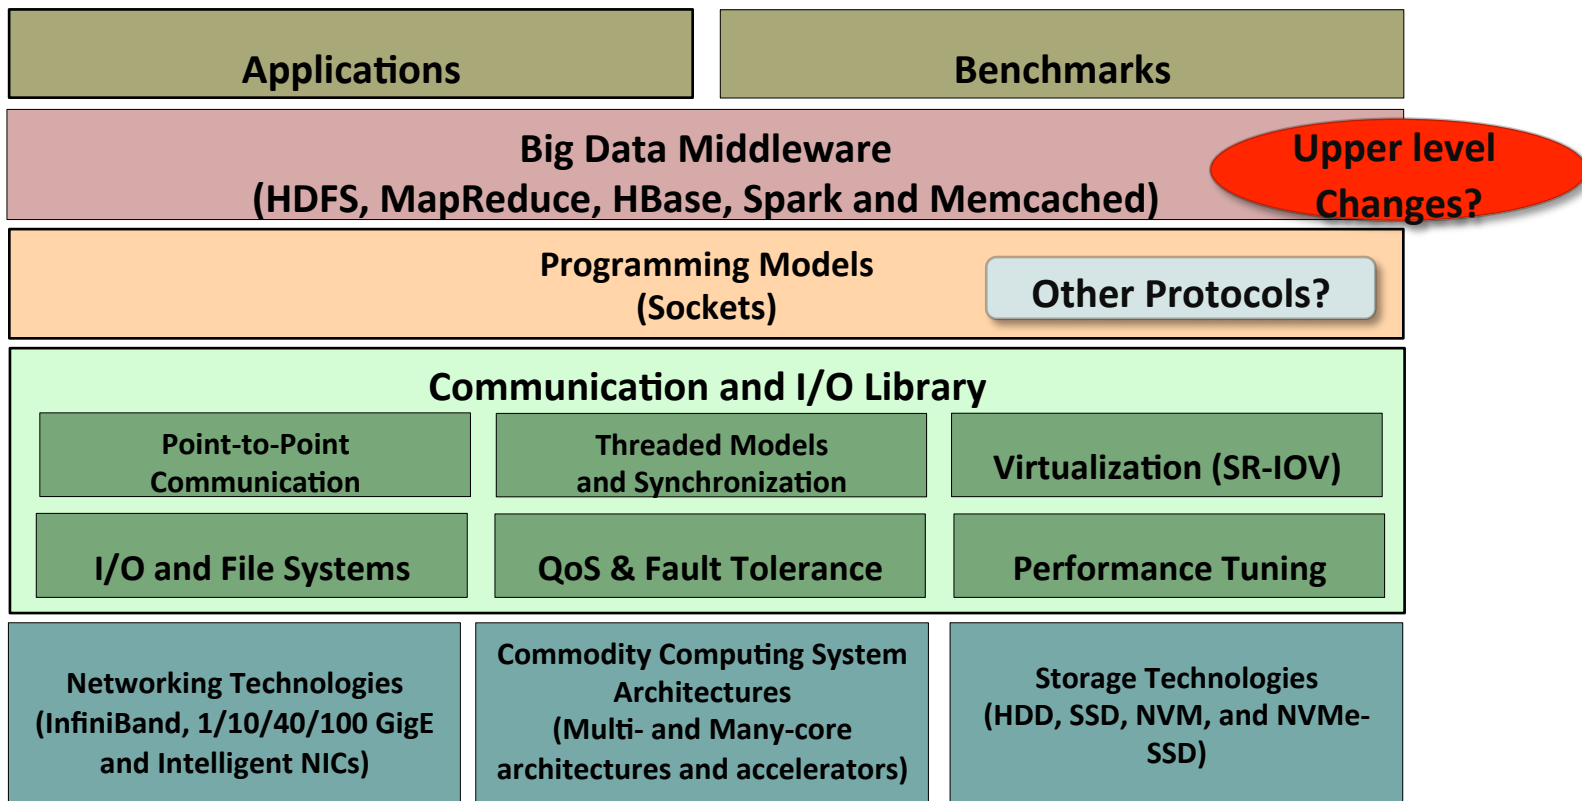 Applications
Benchmarks
Big Data Middleware
(HDFS, MapReduce, HBase, Spark and Memcached)
Upper level
Changes?
Programming Models
(Sockets)
Other Protocols?
Communication and I/O Library
Point-to-Point
Communication
Threaded Models
and Synchronization
Virtualization (SR-IOV)
I/O and File Systems
QoS & Fault Tolerance
Performance Tuning
Networking Technologies
(InfiniBand, 1/10/40/100 GigE
and Intelligent NICs)
Commodity Computing System
Architectures
(Multi- and Many-core
architectures and accelerators)
Storage Technologies
(HDD, SSD, NVM, and NVMe-
SSD)